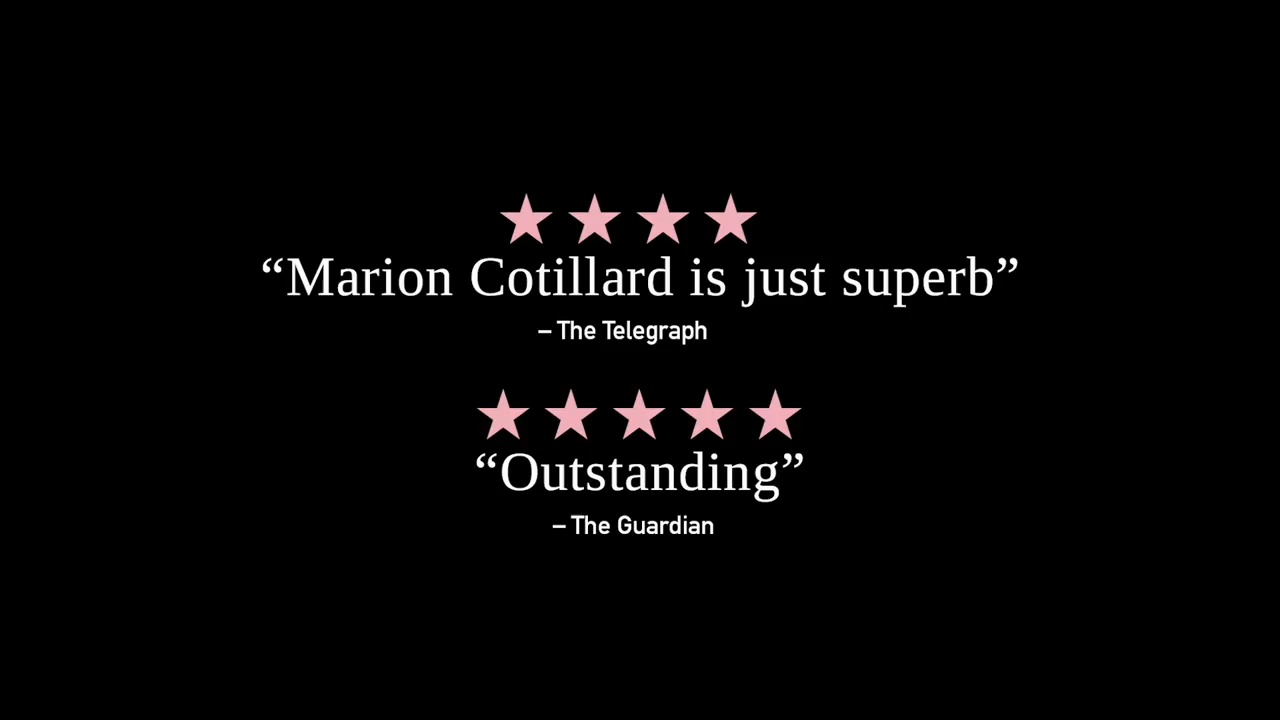 ★★★★
“Marion Cotillard is just superb”
– The Telegraph
★★★★★
“Outstanding”
– The Guardian